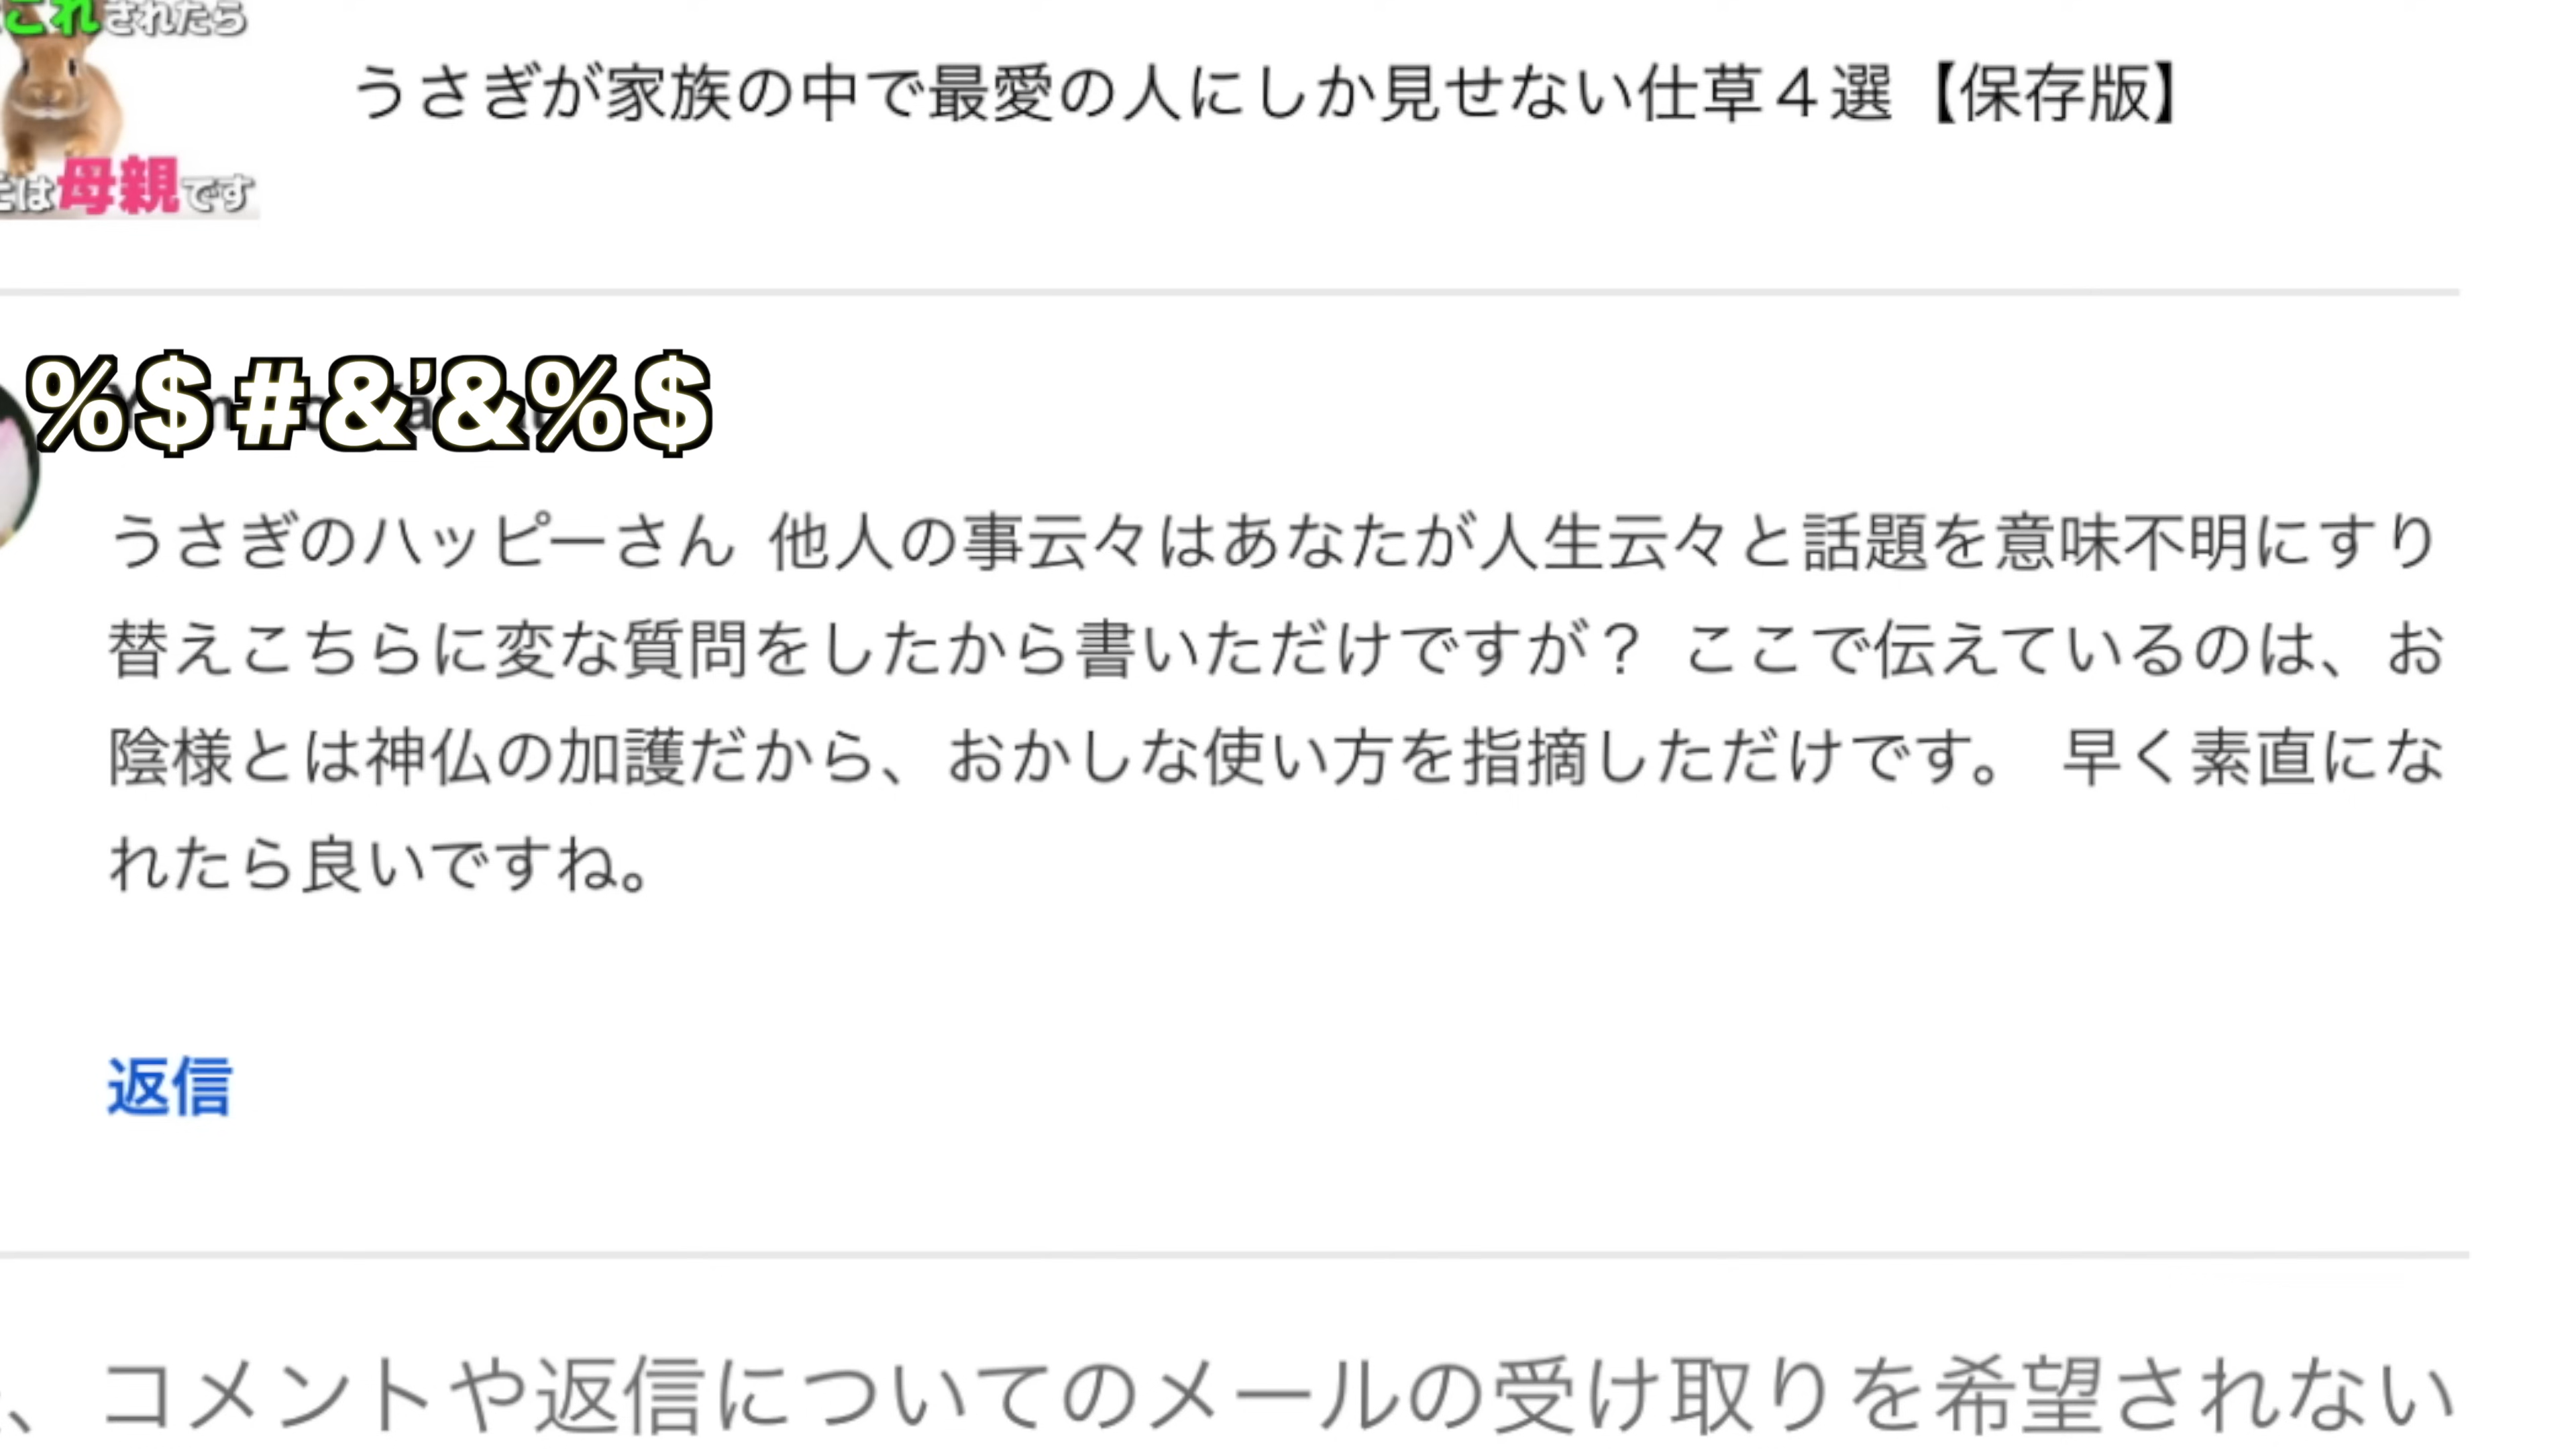 これされたら
うさぎが家族の中で最愛の人にしか見せない仕草４選【保存版】
は母親です
%$#&'&%$
うさぎのハッピーさん 他人の事云々はあなたが人生云々と話題を意味不明にすり
替えこちらに変な質問をしたから書いただけですが？ ここで伝えているのは、お
陰様とは神仏の加護だから、おかしな使い方を指摘しただけです。 早く素直にな
れたら良いですね。
返信
、コメントや返信についてのメールの受け取りを希望されない